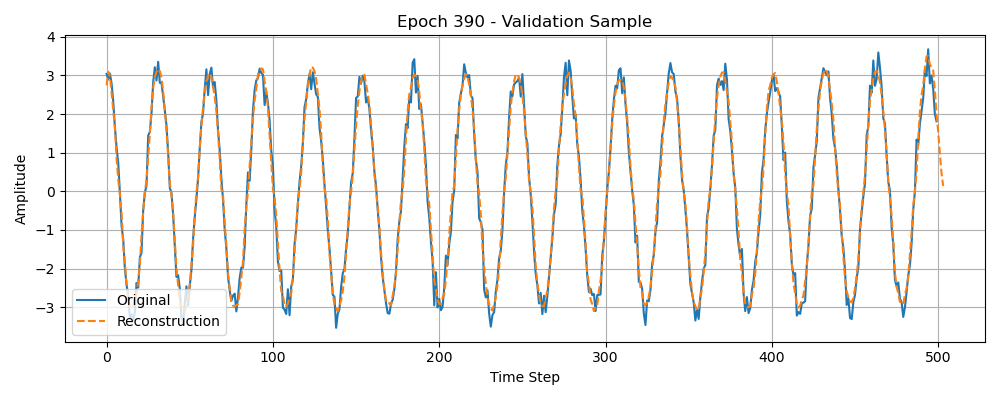 Epoch 390 - Validation Sample
Amplitude
4
3
2
1
0
−1
−2
−3
Original
Reconstruction
0
100
200
300
400
500
Time Step